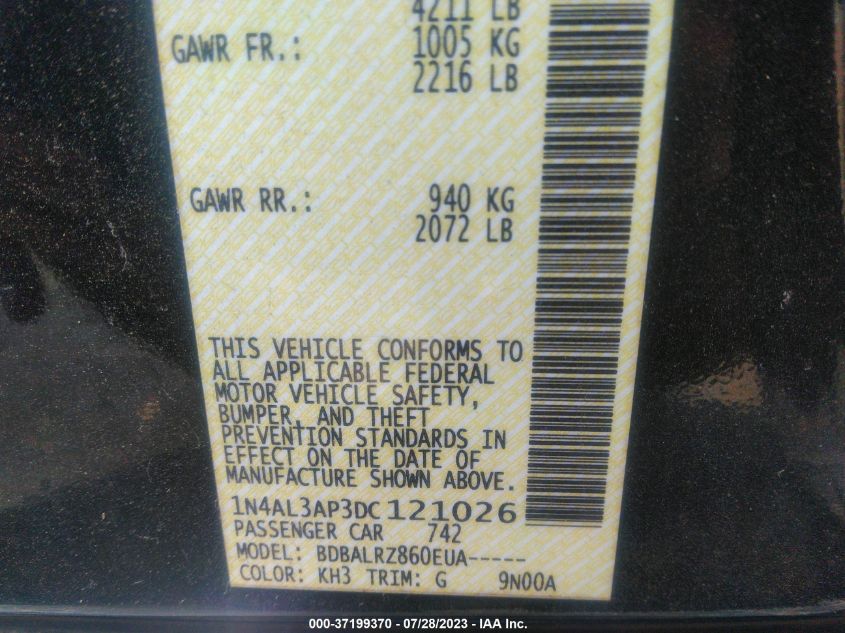 4211 LB
GAWR FR.: 1005 KG
2216 LB
GAWR RR.: 940 KG
2072 LB
THIS VEHICLE CONFORMS TO
ALL APPLICABLE FEDERAL
MOTOR VEHICLE SAFETY,
BUMPER, AND THEFT
PREVENTION STANDARDS IN
EFFECT ON THE DATE OF
MANUFACTURE SHOWN ABOVE.
1N4AL3AP3DC121026
PASSENGER CAR 742
MODEL: BDBALRZ860EUA-----
COLOR: KH3 TRIM: G 9N00A
000-37199370 / 07/28/2023 - IAA Inc.